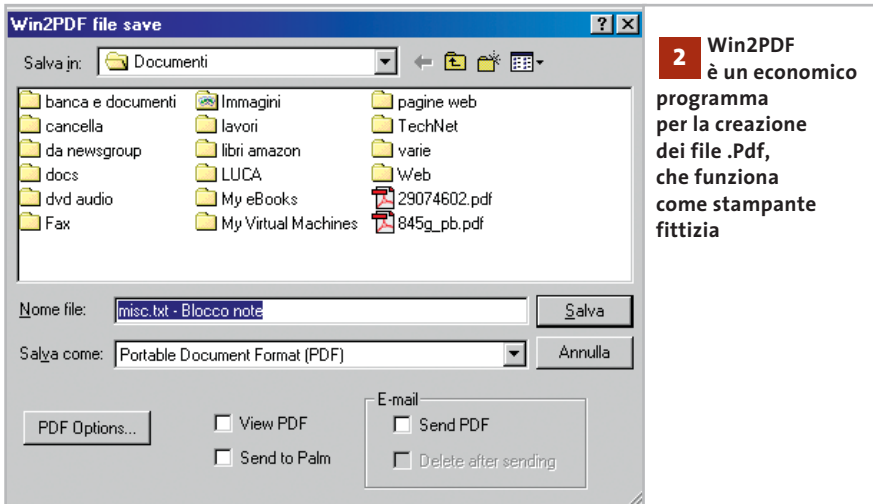 Win2PDF file save
Salva in: Documenti
banca e documenti
cancella
da newsgroup
docs
dvd audio
Fax
Immagini
lavori
libri amazon
LUCA
My eBooks
My Virtual Machines
pagine web
TechNet
varie
Web
29074602.pdf
845g_pb.pdf
Nome file: misc.txt - Blocco note
Salva
Salva come: Portable Document Format (PDF)
Annulla
PDF Options...
View PDF
Send to Palm
E-mail
Send PDF
Delete after sending
2 Win2PDF
è un economico
programma
per la creazione
dei file .Pdf,
che funziona
come stampante
fittizia